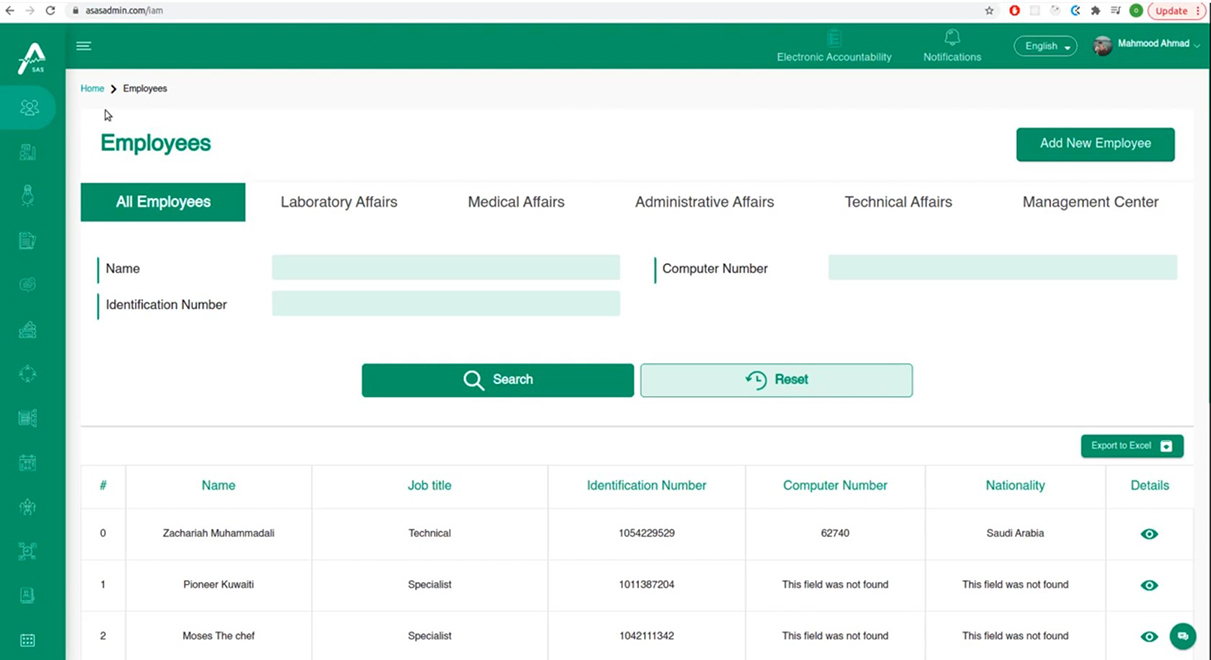 asasadmin.com/iam
Update
SAS
Electronic Accountability
Notifications
English
Mahmood Ahmad
Home > Employees
Employees
Add New Employee
All Employees Laboratory Affairs Medical Affairs Administrative Affairs Technical Affairs Management Center
Name Computer Number
Identification Number
Search Reset
Export to Excel
# Name Job title Identification Number Computer Number Nationality Details
0 Zachariah Muhammadali Technical 1054229529 62740 Saudi Arabia
1 Pioneer Kuwaiti Specialist 1011387204 This field was not found This field was not found
2 Moses The chef Specialist 1042111342 This field was not found This field was not found